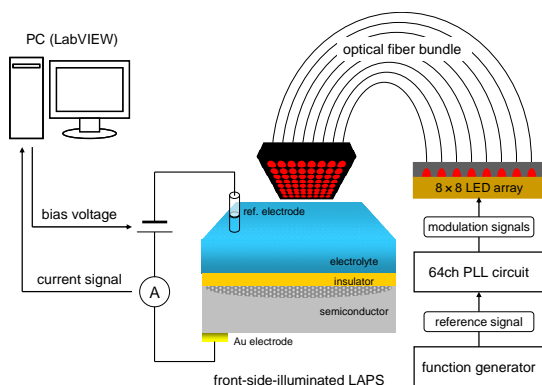 PC (LabVIEW)
optical fiber bundle
8×8 LED array
bias voltage
ref. electrode
modulation signals
electrolyte
64ch PLL circuit
current signal
A
insulator
semiconductor
reference signal
Au electrode
function generator
front-side-illuminated LAPS